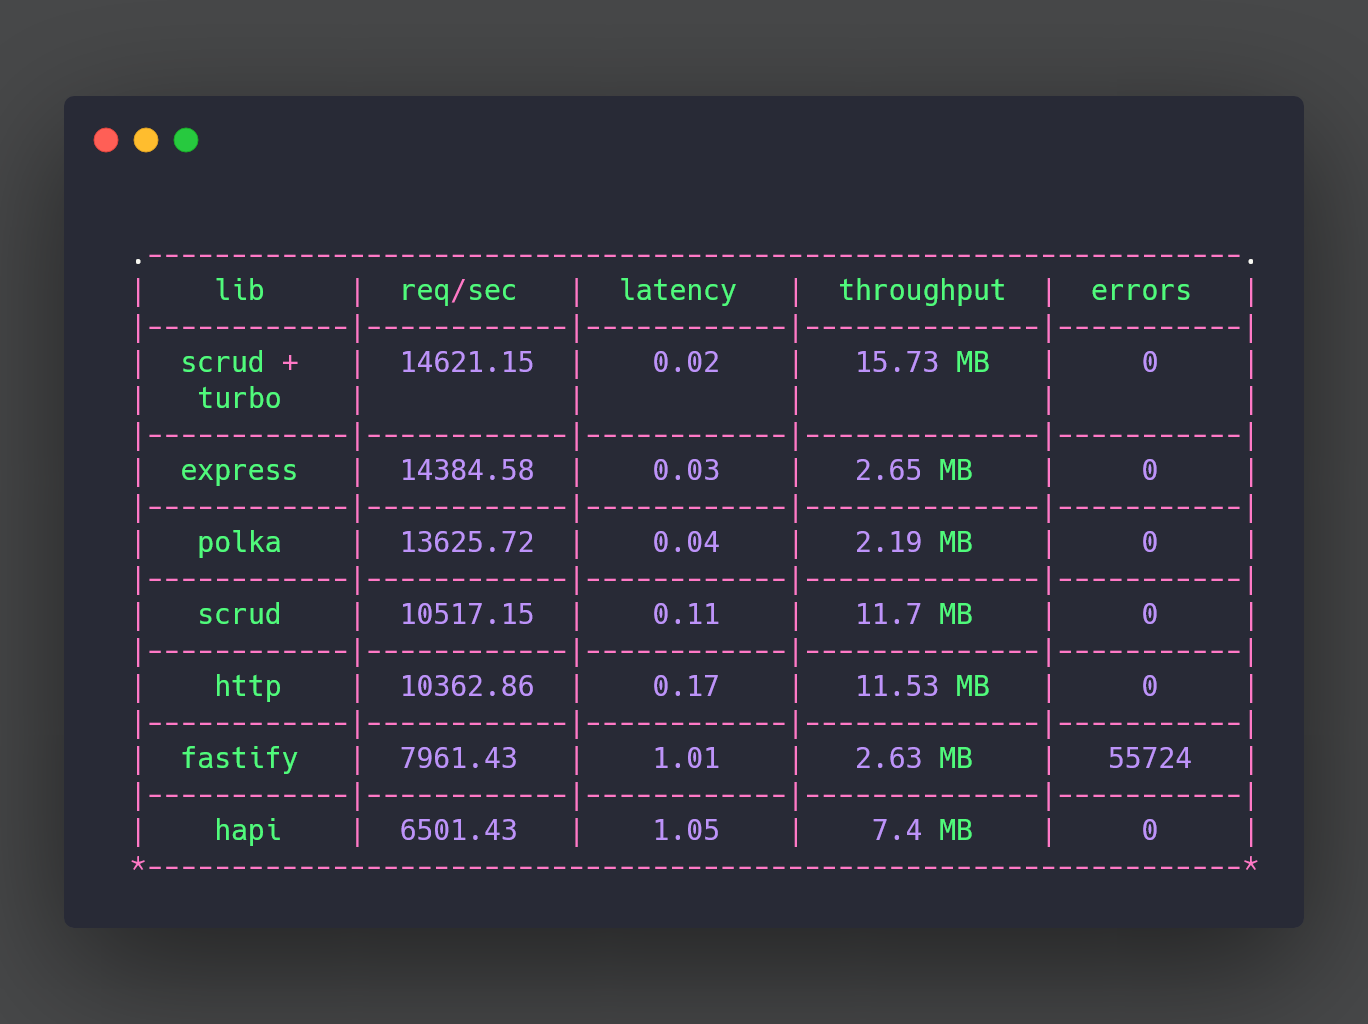 .-----------------------------------------------------------------.
| lib | req/sec | latency | throughput | errors |
|------------|------------|------------|--------------|-----------|
| scrud + | 14621.15 | 0.02 | 15.73 MB | 0 |
| turbo | | | | |
|------------|------------|------------|--------------|-----------|
| express | 14384.58 | 0.03 | 2.65 MB | 0 |
|------------|------------|------------|--------------|-----------|
| polka | 13625.72 | 0.04 | 2.19 MB | 0 |
|------------|------------|------------|--------------|-----------|
| scrud | 10517.15 | 0.11 | 11.7 MB | 0 |
|------------|------------|------------|--------------|-----------|
| http | 10362.86 | 0.17 | 11.53 MB | 0 |
|------------|------------|------------|--------------|-----------|
| fastify | 7961.43 | 1.01 | 2.63 MB | 55724 |
|------------|------------|------------|--------------|-----------|
| hapi | 6501.43 | 1.05 | 7.4 MB | 0 |
*-----------------------------------------------------------------*